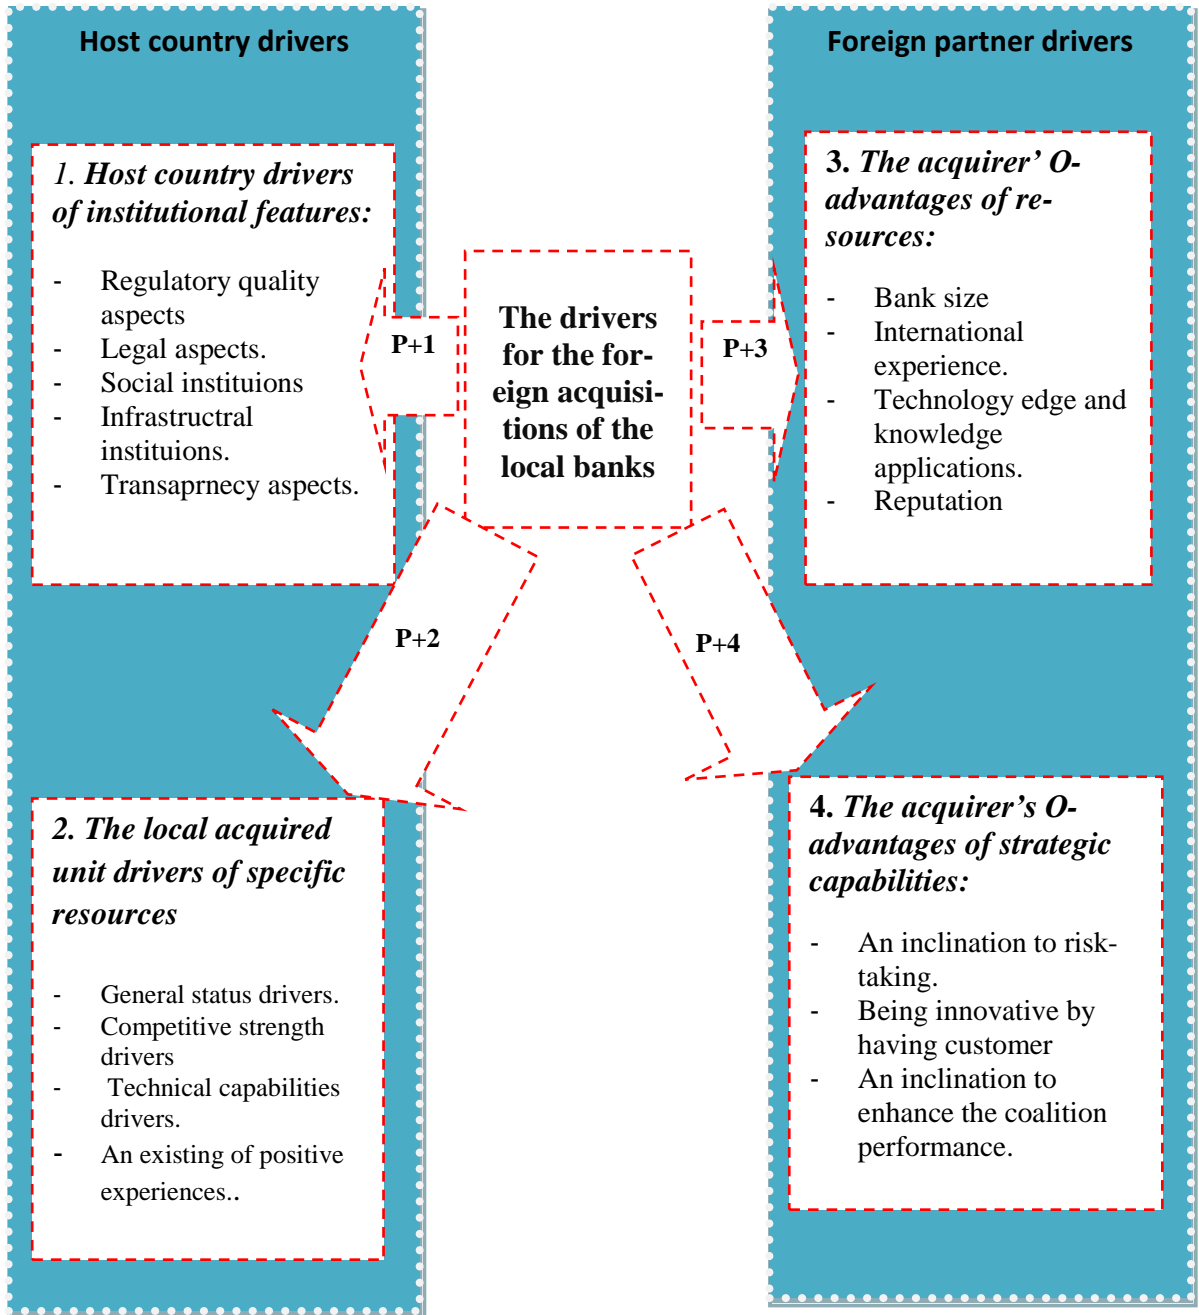 Host country drivers
1. Host country drivers
of institutional features:
- Regulatory quality
aspects
- Legal aspects.
- Social instituions
- Infrastructral
instituions.
- Transaprnecy aspects.
P+1
P+2
2. The local acquired
unit drivers of specific
resources
- General status drivers.
- Competitive strength
drivers
- Technical capabilities
drivers.
- An existing of positive
experiences..
The drivers
for the for-
eign acquisi-
tions of the
local banks
Foreign partner drivers
P+3
3. The acquirer' O-
advantages of re-
sources:
- Bank size
- International
experience.
- Technology edge and
knowledge
applications.
- Reputation
P+4
4. The acquirer's O-
advantages of strategic
capabilities:
- An inclination to risk-
taking.
- Being innovative by
having customer
- An inclination to
enhance the coalition
performance.